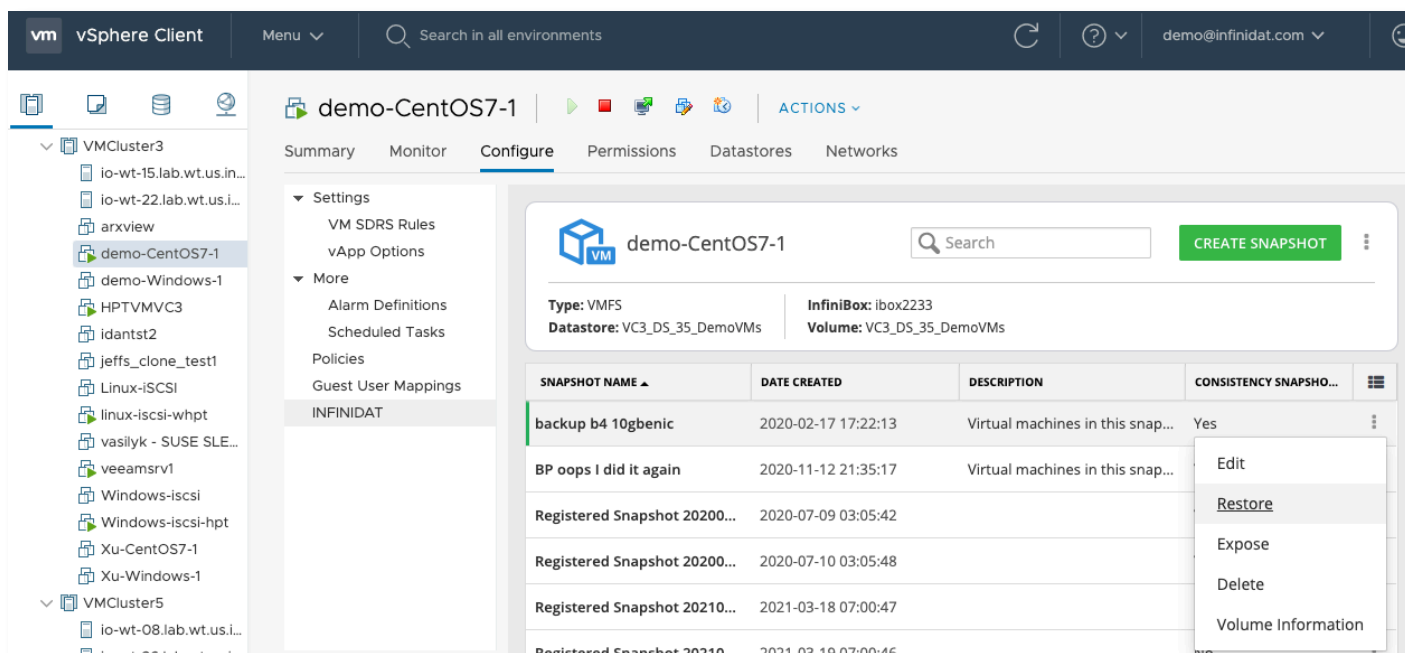 vm vSphere Client Menu Search in all environments demo@infinidat.com
demo-CentOS7-1 ACTIONS
Summary Monitor Configure Permissions Datastores Networks
VMCluster3
io-wt-15.lab.wt.us.in...
io-wt-22.lab.wt.us.i...
arxview
demo-CentOS7-1
demo-Windows-1
HPTVMVC3
idantst2
jeffs_clone_test1
Linux-iSCSI
linux-iscsi-whpt
vasilyk - SUSE SLE...
veeamsrv1
Windows-iscsi
Windows-iscsi-hpt
Xu-CentOS7-1
Xu-Windows-1
VMCluster5
io-wt-08.lab.wt.us.i...
Settings
VM SDRS Rules
vApp Options
More
Alarm Definitions
Scheduled Tasks
Policies
Guest User Mappings
INFINIDAT
VM demo-CentOS7-1 Search CREATE SNAPSHOT
Type: VMFS InfiniBox: ibox2233
Datastore: VC3_DS_35_DemoVMs Volume: VC3_DS_35_DemoVMs
SNAPSHOT NAME DATE CREATED DESCRIPTION CONSISTENCY SNAPSHO...
backup b4 10gbenic 2020-02-17 17:22:13 Virtual machines in this snap... Yes
BP oops I did it again 2020-11-12 21:35:17 Virtual machines in this snap...
Registered Snapshot 20200... 2020-07-09 03:05:42
Registered Snapshot 20200... 2020-07-10 03:05:48
Registered Snapshot 20210... 2021-03-18 07:00:47
Registered Snapshot 20210... 2021-03-19 07:00:46
Edit
Restore
Expose
Delete
Volume Information